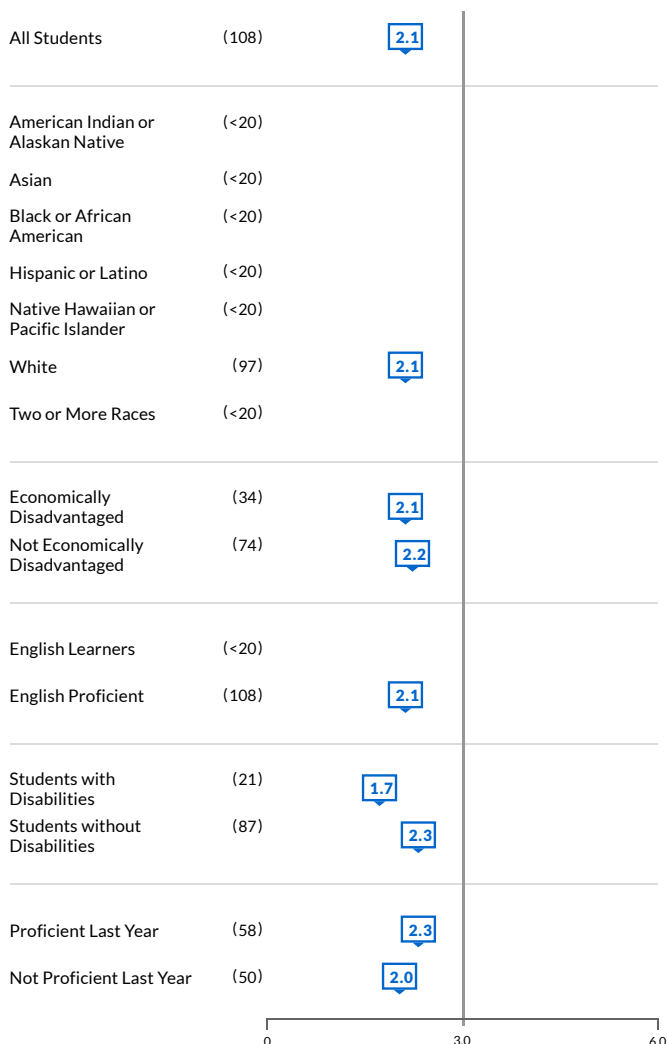 All Students (108) 2.1
American Indian or (<20)
Alaskan Native
Asian (<20)
Black or African (<20)
American
Hispanic or Latino (<20)
Native Hawaiian or (<20)
Pacific Islander
White (97) 2.1
Two or More Races (<20)
Economically (34) 2.1
Disadvantaged
Not Economically (74) 2.2
Disadvantaged
English Learners (<20)
English Proficient (108) 2.1
Students with (21) 1.7
Disabilities
Students without (87) 2.3
Disabilities
Proficient Last Year (58) 2.3
Not Proficient Last Year (50) 2.0
0 3.0 6.0